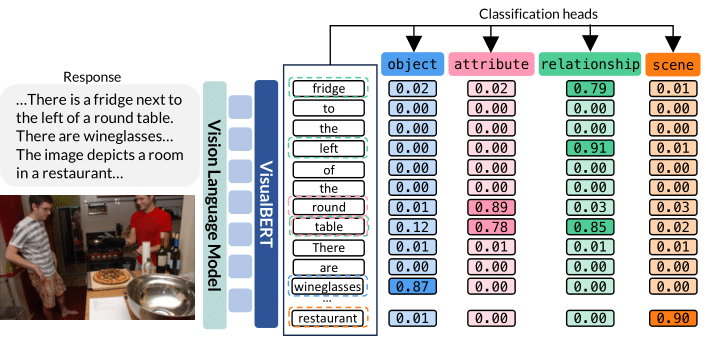 Classification heads
Response
object attribute relationship scene
...There is a fridge next to
the left of a round table.
There are wineglasses...
The image depicts a room
in a restaurant...
Vision Language Model
VisualBERT
fridge 0.02 0.02 0.79 0.01
to 0.00 0.00 0.00 0.00
the 0.00 0.00 0.00 0.00
left 0.00 0.00 0.91 0.01
of 0.00 0.00 0.00 0.00
the 0.00 0.00 0.00 0.00
round 0.01 0.89 0.03 0.03
table 0.12 0.78 0.85 0.02
There 0.01 0.01 0.01 0.01
are 0.00 0.00 0.00 0.00
wineglasses 0.87 0.00 0.00 0.00
...
restaurant 0.01 0.00 0.00 0.90